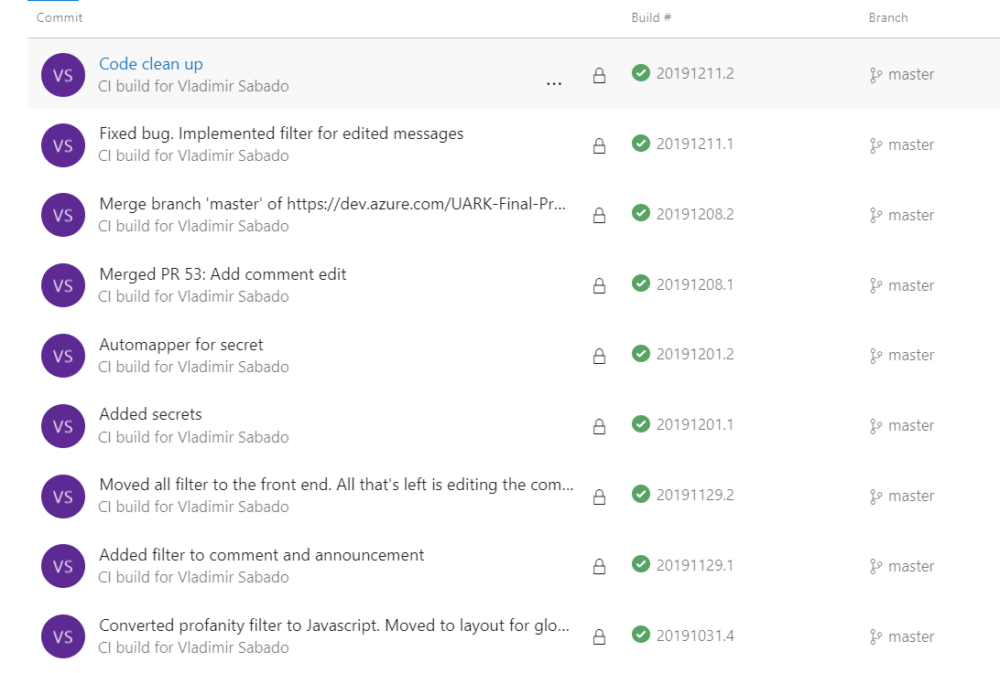 Commit Build # Branch
VS Code clean up
CI build for Vladimir Sabado ... 20191211.2 master
VS Fixed bug. Implemented filter for edited messages
CI build for Vladimir Sabado 20191211.1 master
VS Merge branch 'master' of https://dev.azure.com/UARK-Final-Pr...
CI build for Vladimir Sabado 20191208.2 master
VS Merged PR 53: Add comment edit
CI build for Vladimir Sabado 20191208.1 master
VS Automapper for secret
CI build for Vladimir Sabado 20191201.2 master
VS Added secrets
CI build for Vladimir Sabado 20191201.1 master
VS Moved all filter to the front end. All that's left is editing the com...
CI build for Vladimir Sabado 20191129.2 master
VS Added filter to comment and announcement
CI build for Vladimir Sabado 20191129.1 master
VS Converted profanity filter to Javascript. Moved to layout for glo...
CI build for Vladimir Sabado 20191031.4 master